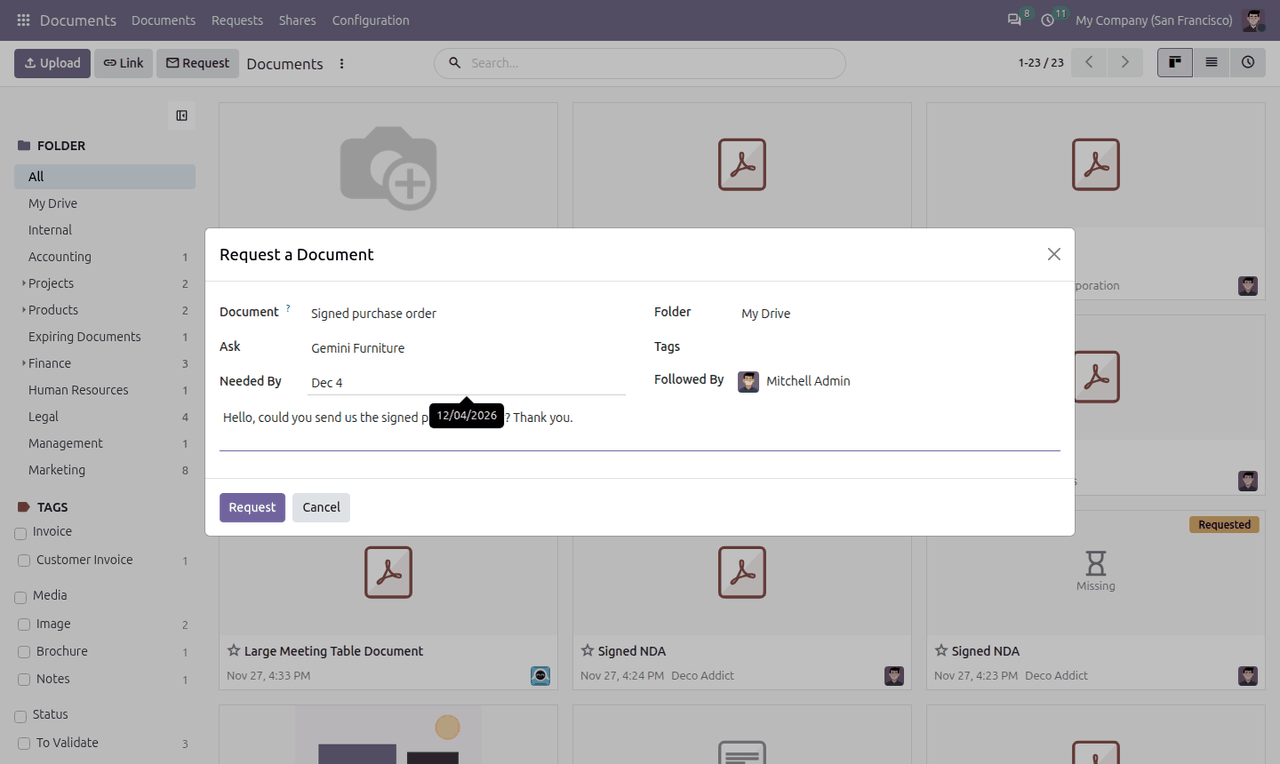 Documents Documents Requests Shares Configuration 8 11 My Company (San Francisco)
Upload Link Request Documents Search... 1-23 / 23
FOLDER
All
My Drive
Internal
Accounting 1
Projects 2
Products 2
Expiring Documents 1
Finance 3
Human Resources 1
Legal 4
Management 1
Marketing 8
TAGS
Invoice
Customer Invoice 1
Media
Image 2
Brochure 1
Notes 1
Status
To Validate 3
Request a Document
Document ? Signed purchase order
Folder My Drive
Ask Gemini Furniture
Tags
Needed By Dec 4
Followed By Mitchell Admin
12/04/2026
Hello, could you send us the signed p ? Thank you.
Request Cancel
poration
s
Requested
Missing
Large Meeting Table Document
Nov 27, 4:33 PM
Signed NDA
Nov 27, 4:24 PM Deco Addict
Signed NDA
Nov 27, 4:23 PM Deco Addict